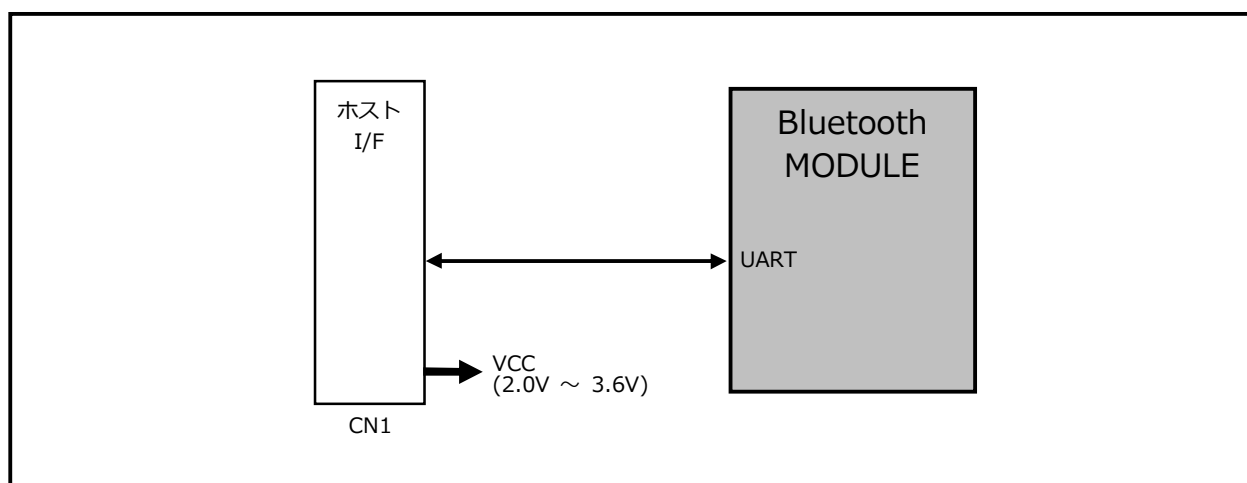 ホスト
I/F
Bluetooth
MODULE
UART
VCC
(2.0V ～ 3.6V)
CN1